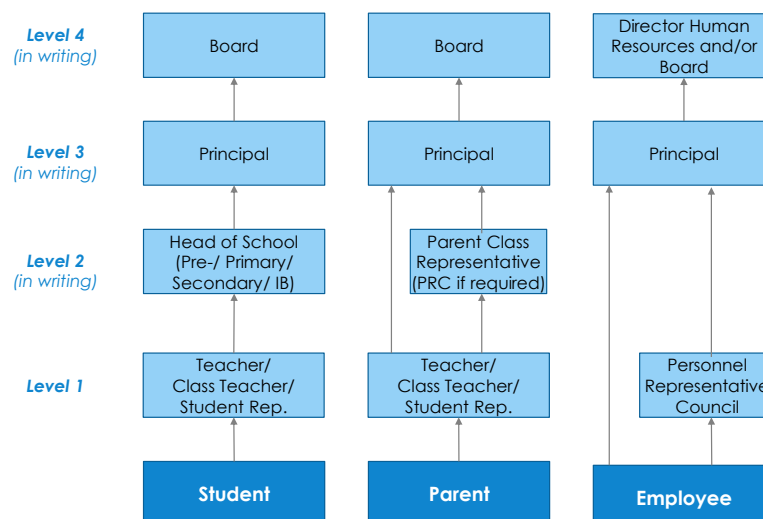 Level 4
(in writing)
Board
Board
Director Human
Resources and/or
Board
Level 3
(in writing)
Principal
Principal
Principal
Level 2
(in writing)
Head of School
(Pre-/ Primary/
Secondary/ IB)
Parent Class
Representative
(PRC if required)
Level 1
Teacher/
Class Teacher/
Student Rep.
Teacher/
Class Teacher/
Student Rep.
Personnel
Representative
Council
Student
Parent
Employee